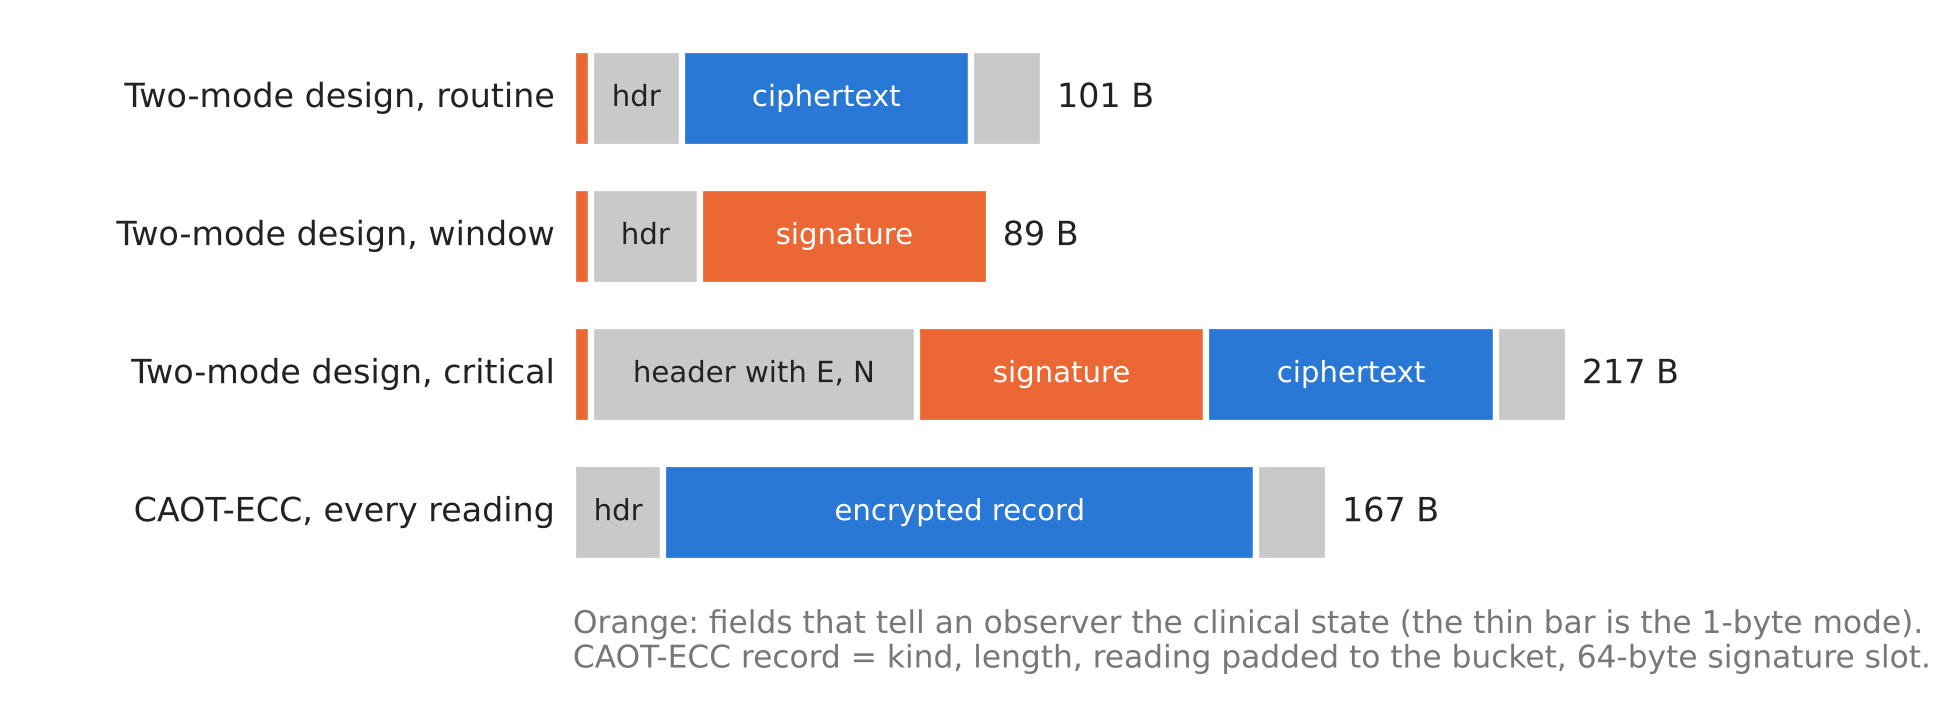 Two-mode design, routine hdr ciphertext 101 B
Two-mode design, window hdr signature 89 B
Two-mode design, critical header with E, N signature ciphertext 217 B
CAOT-ECC, every reading hdr encrypted record 167 B
Orange: fields that tell an observer the clinical state (the thin bar is the 1-byte mode).
CAOT-ECC record = kind, length, reading padded to the bucket, 64-byte signature slot.